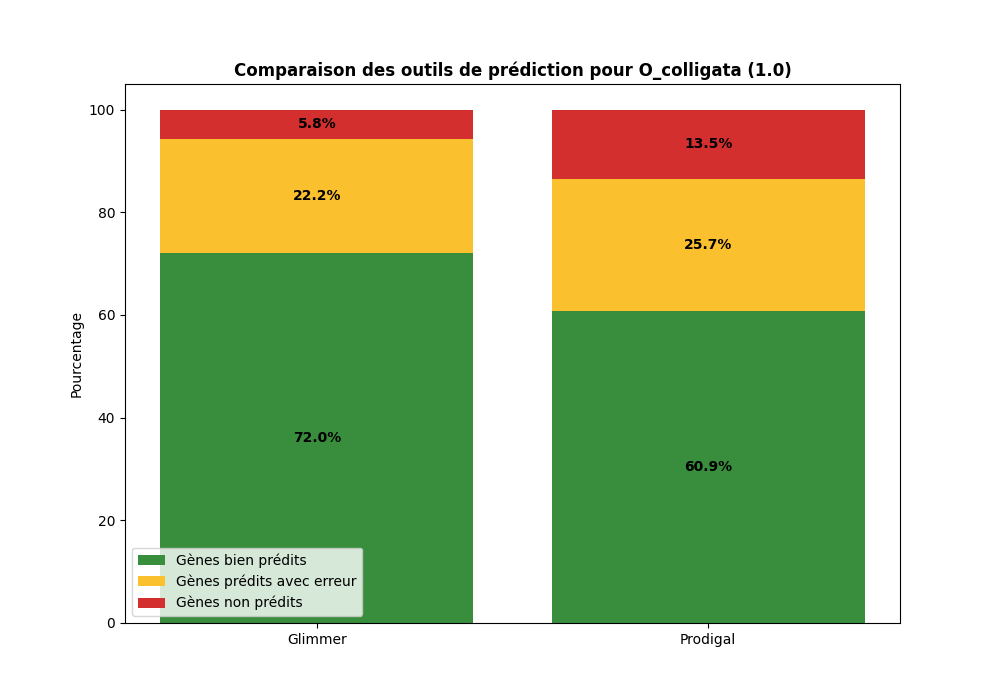 Comparaison des outils de prédiction pour O_colligata (1.0)
Pourcentage
100
80
60
40
20
0
5.8%
22.2%
72.0%
13.5%
25.7%
60.9%
Gènes bien prédits
Gènes prédits avec erreur
Gènes non prédits
Glimmer
Prodigal